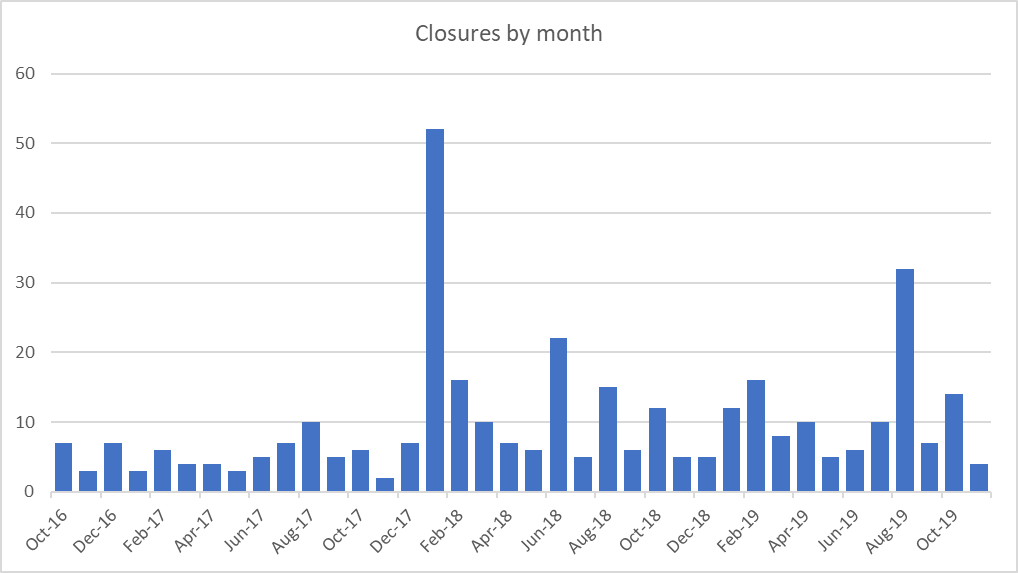 Closures by month
60
50
40
30
20
10
0
Oct-16
Dec-16
Feb-17
Apr-17
Jun-17
Aug-17
Oct-17
Dec-17
Feb-18
Apr-18
Jun-18
Aug-18
Oct-18
Dec-18
Feb-19
Apr-19
Jun-19
Aug-19
Oct-19